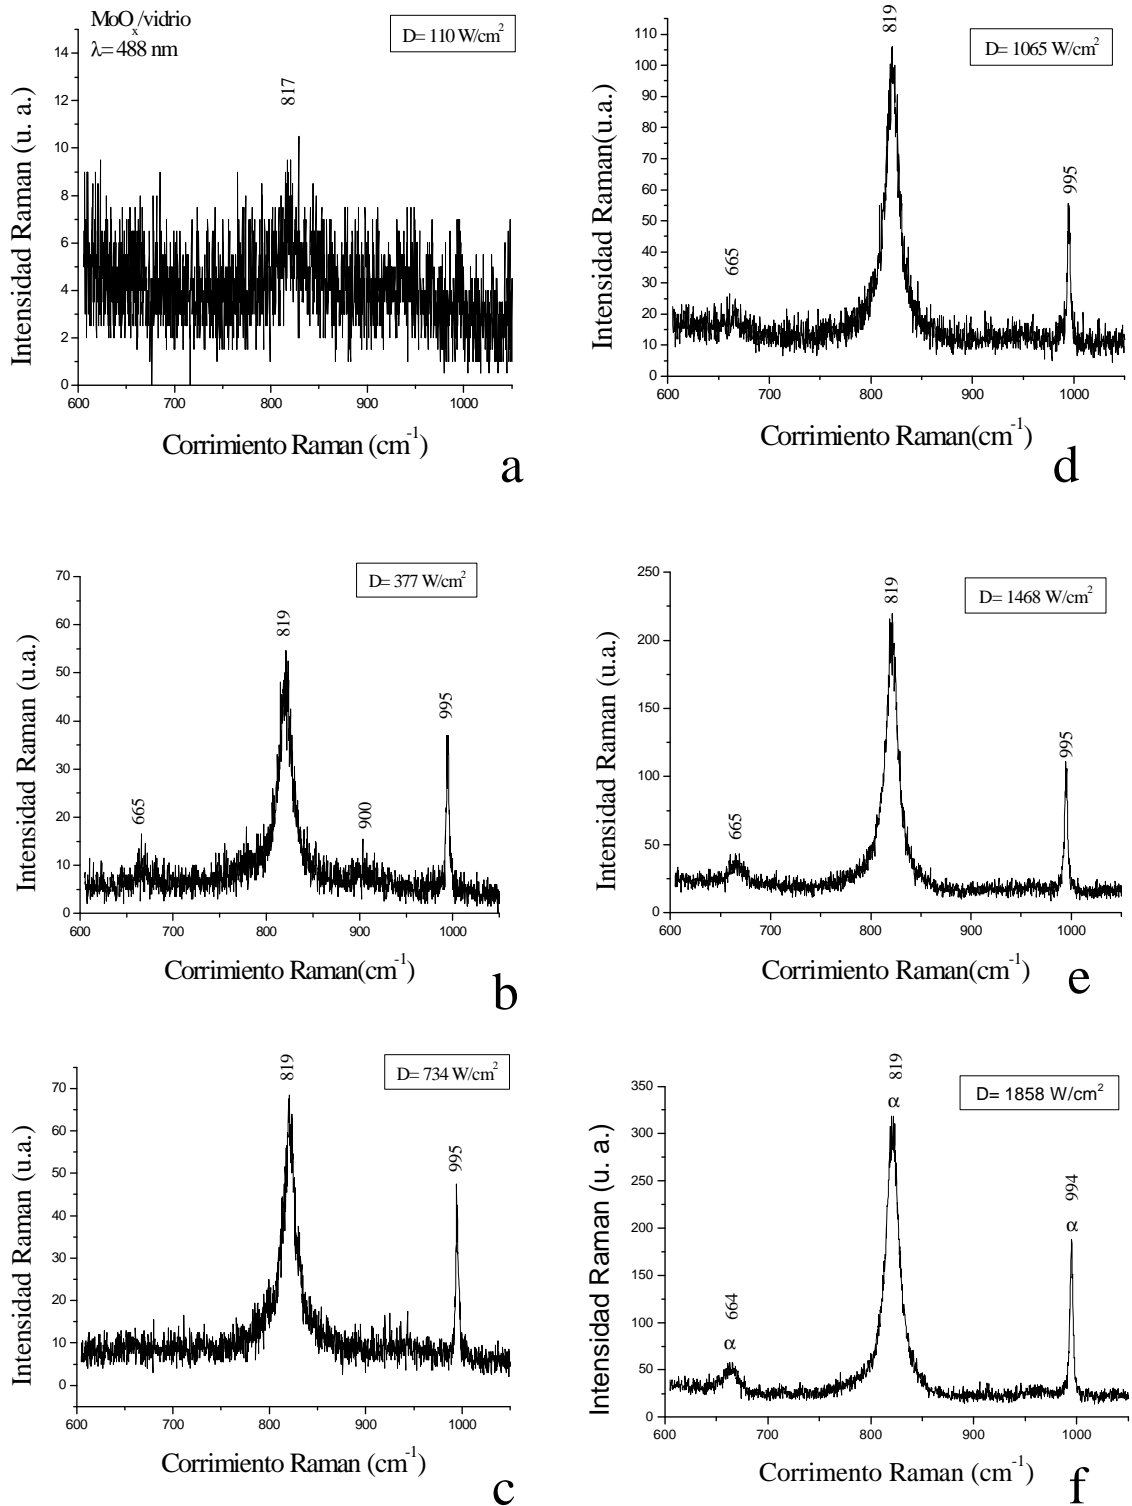 MoOₓ/vidrio
λ= 488 nm
D= 110 W/cm²
817
Intensidad Raman (u. a.)
14
12
10
8
6
4
2
0
600 700 800 900 1000
Corrimiento Raman (cm⁻¹)
a
819
D= 1065 W/cm²
995
665
Intensidad Raman(u.a.)
110
100
90
80
70
60
50
40
30
20
10
0
600 700 800 900 1000
Corrimiento Raman(cm⁻¹)
d
D= 377 W/cm²
819
995
665
900
Intensidad Raman (u.a.)
70
60
50
40
30
20
10
0
600 700 800 900 1000
Corrimiento Raman(cm⁻¹)
b
819
D= 1468 W/cm²
995
665
Intensidad Raman (u.a.)
250
200
150
100
50
0
600 700 800 900 1000
Corrimiento Raman(cm⁻¹)
e
819
D= 734 W/cm²
995
Intensidad Raman (u.a.)
70
60
50
40
30
20
10
0
600 700 800 900 1000
Corrimiento Raman (cm⁻¹)
c
819
α
D= 1858 W/cm²
994
α
664
α
Intensidad Raman (u. a.)
350
300
250
200
150
100
50
0
600 700 800 900 1000
Corrimento Raman (cm⁻¹)
f